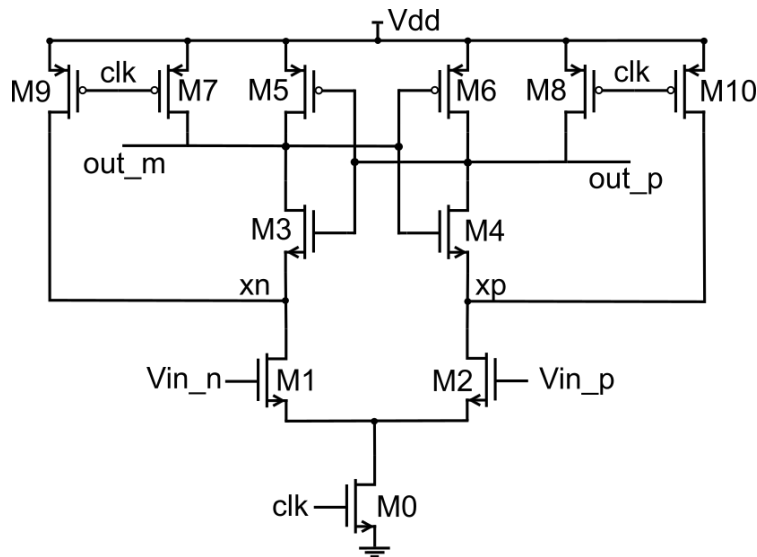 Vdd
M9 clk M7 M5 M6 M8 clk M10
out_m out_p
M3 M4
xn xp
Vin_n M1 M2 Vin_p
clk M0